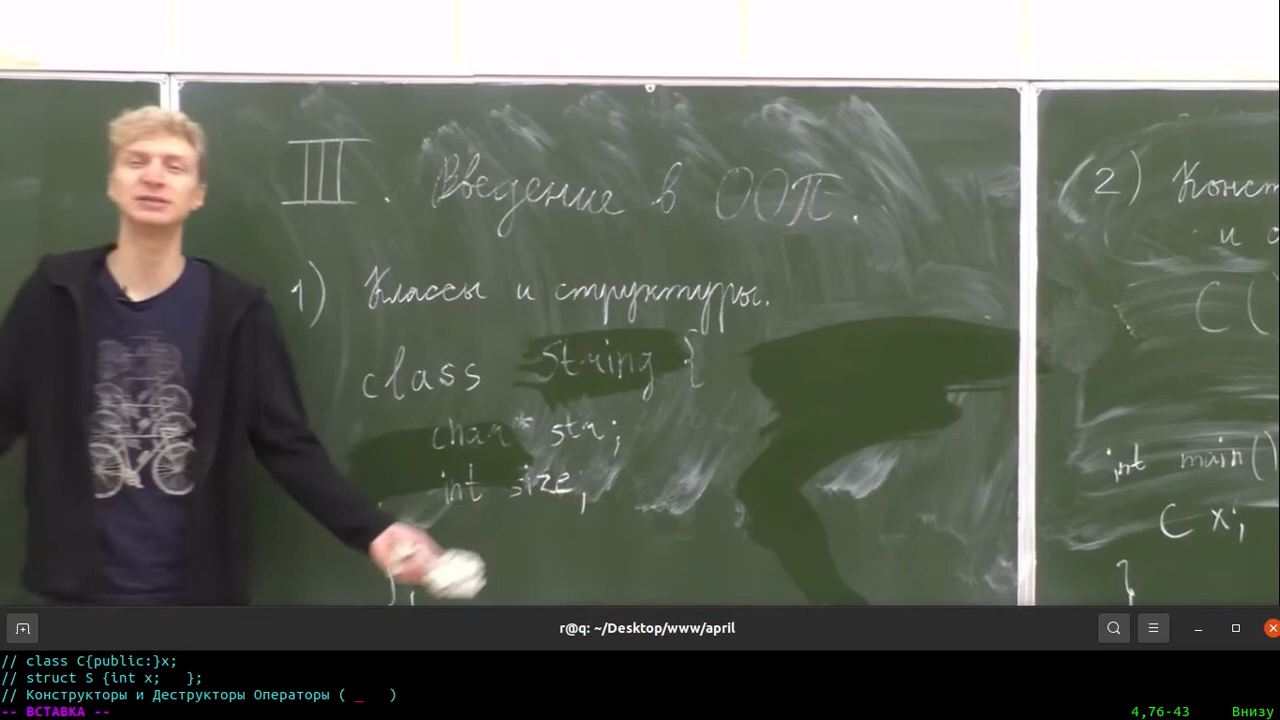 III. Введение в ООП.
1) Классы и структуры.
class String {
char* str;
int size;
};
2) Конст
и о
C(
int main()
C x;
}
r@q: ~/Desktop/www/april
// class C{public:}x;
// struct S {int x;   };
// Конструкторы и Деструкторы Операторы ( _   )
-- ВСТАВКА --
4,76-43
Внизу